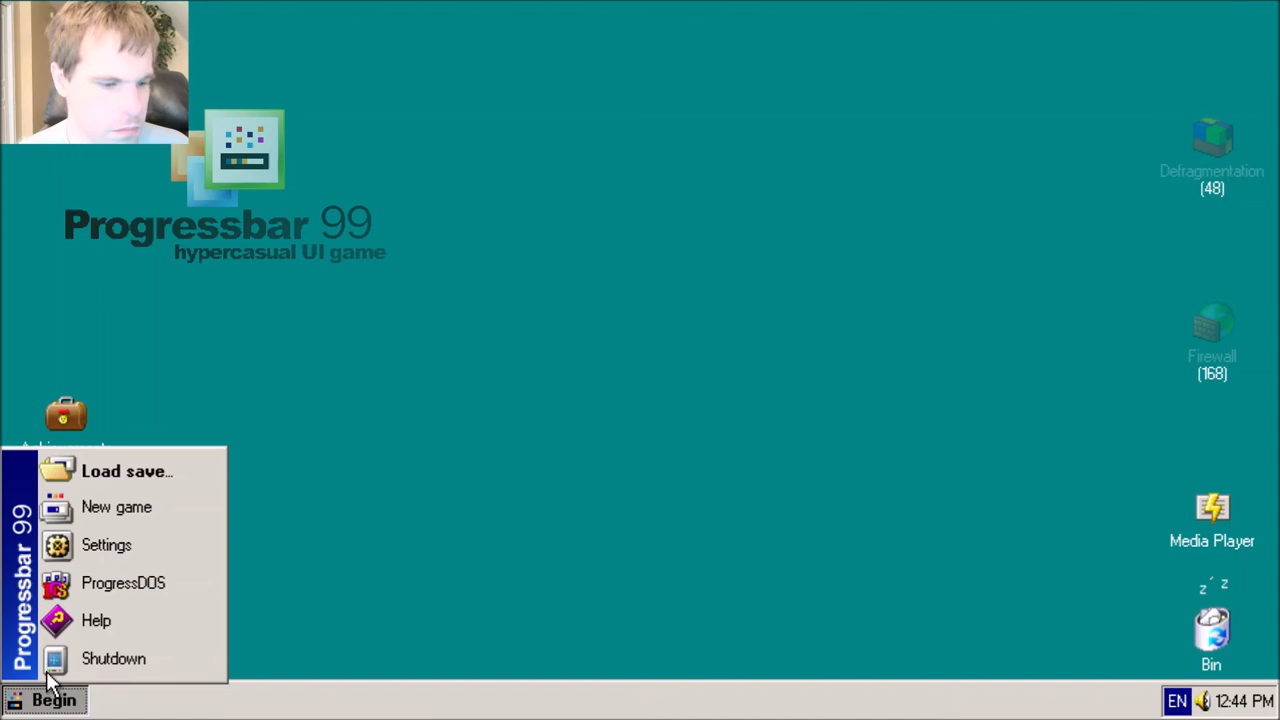 Progressbar 99
hypercasual UI game
Defragmentation
(48)
Firewall
(168)
Load save...
New game
Settings
ProgressDOS
Help
Shutdown
Progressbar 99
Media Player
z z
Bin
Begin
EN 12:44 PM